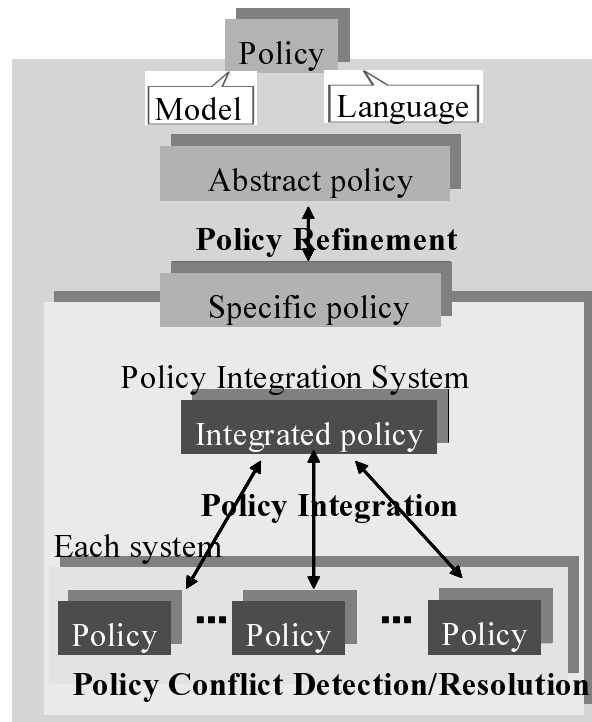 Policy
Model
Language
Abstract policy
Policy Refinement
Specific policy
Policy Integration System
Integrated policy
Policy Integration
Each system
Policy ... Policy ... Policy
Policy Conflict Detection/Resolution